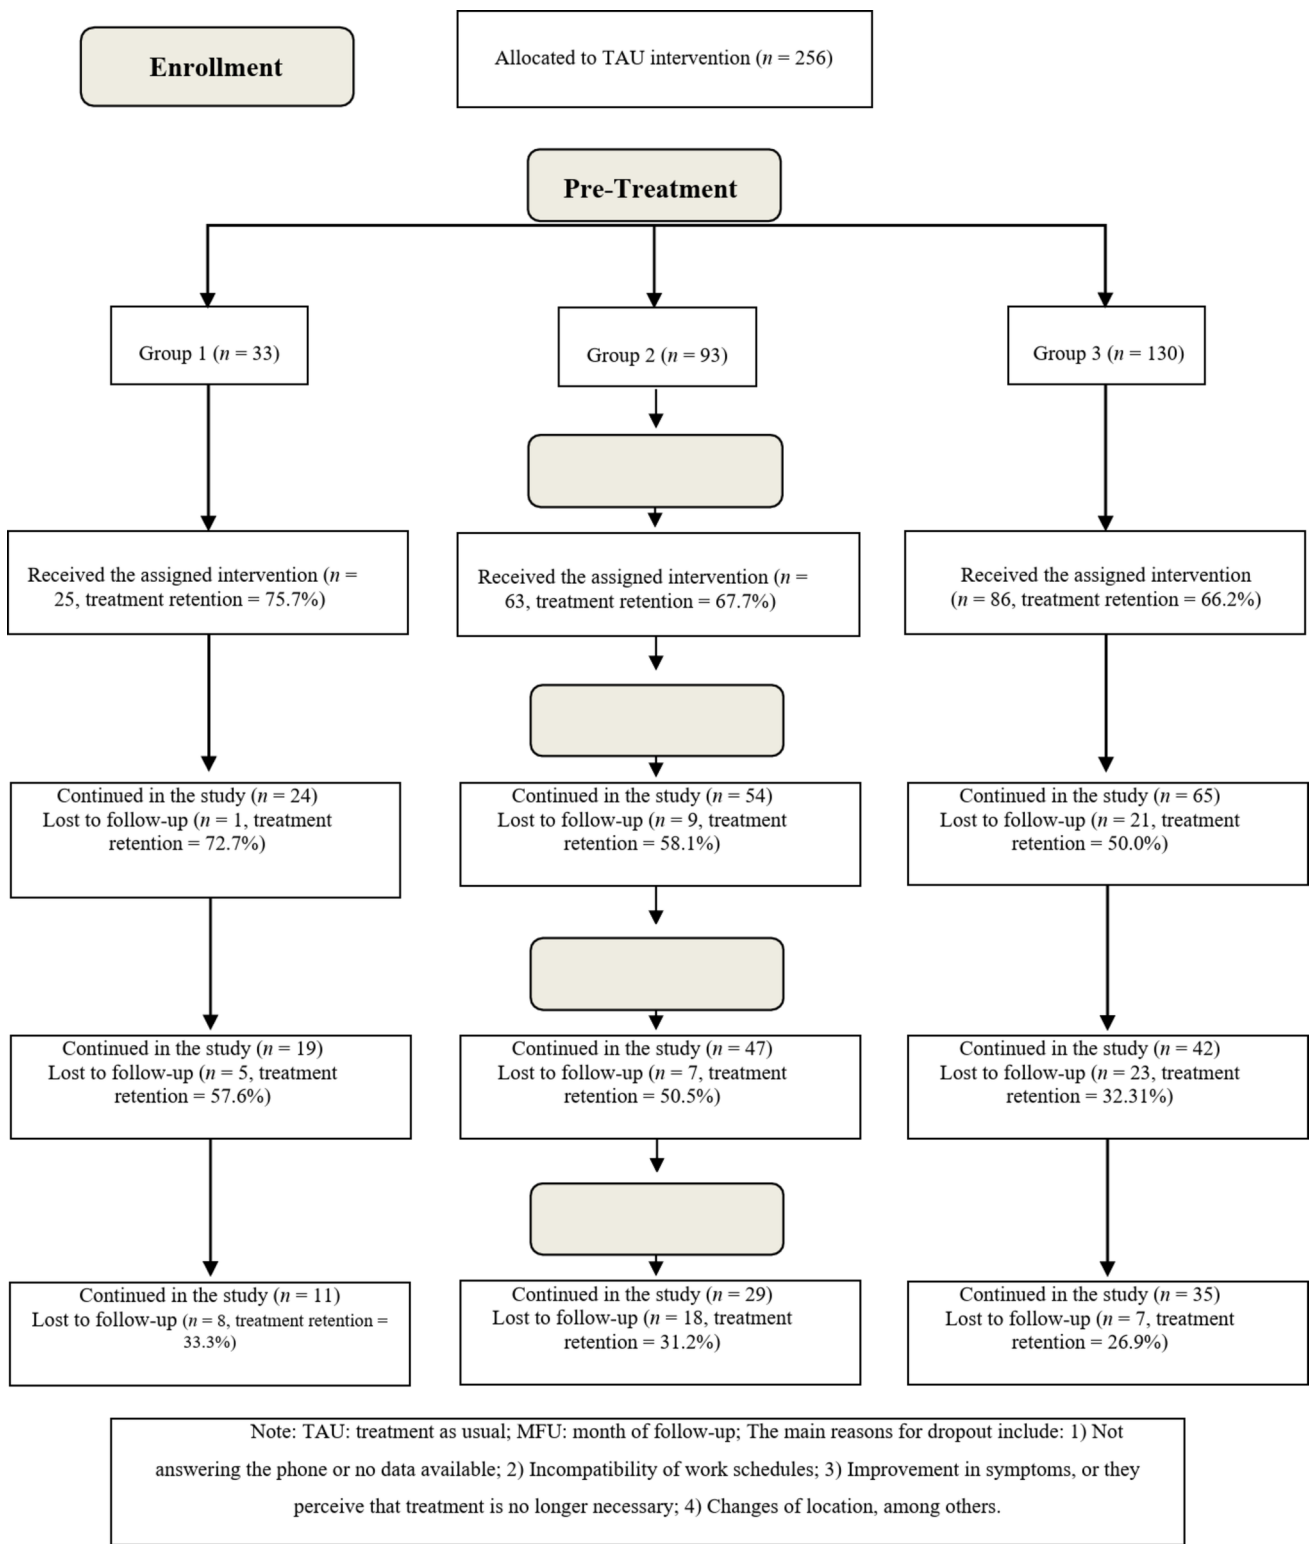 Enrollment
Allocated to TAU intervention (n = 256)
Pre-Treatment
Group 1 (n = 33)
Group 2 (n = 93)
Group 3 (n = 130)
Received the assigned intervention (n =
25, treatment retention = 75.7%)
Received the assigned intervention (n =
63, treatment retention = 67.7%)
Received the assigned intervention
(n = 86, treatment retention = 66.2%)
Continued in the study (n = 24)
Lost to follow-up (n = 1, treatment
retention = 72.7%)
Continued in the study (n = 54)
Lost to follow-up (n = 9, treatment
retention = 58.1%)
Continued in the study (n = 65)
Lost to follow-up (n = 21, treatment
retention = 50.0%)
Continued in the study (n = 19)
Lost to follow-up (n = 5, treatment
retention = 57.6%)
Continued in the study (n = 47)
Lost to follow-up (n = 7, treatment
retention = 50.5%)
Continued in the study (n = 42)
Lost to follow-up (n = 23, treatment
retention = 32.31%)
Continued in the study (n = 11)
Lost to follow-up (n = 8, treatment retention =
33.3%)
Continued in the study (n = 29)
Lost to follow-up (n = 18, treatment
retention = 31.2%)
Continued in the study (n = 35)
Lost to follow-up (n = 7, treatment
retention = 26.9%)
Note: TAU: treatment as usual; MFU: month of follow-up; The main reasons for dropout include: 1) Not
answering the phone or no data available; 2) Incompatibility of work schedules; 3) Improvement in symptoms, or they
perceive that treatment is no longer necessary; 4) Changes of location, among others.